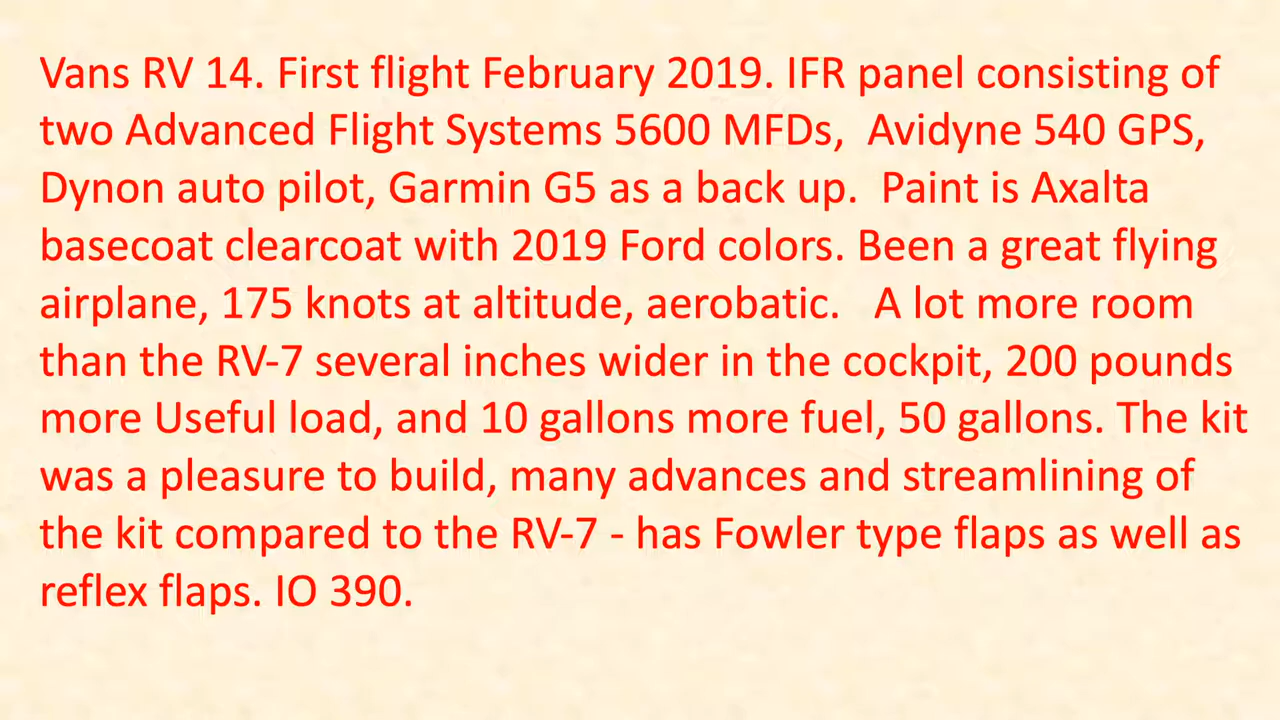 Vans RV 14. First flight February 2019. IFR panel consisting of
two Advanced Flight Systems 5600 MFDs,  Avidyne 540 GPS,
Dynon auto pilot, Garmin G5 as a back up.  Paint is Axalta
basecoat clearcoat with 2019 Ford colors. Been a great flying
airplane, 175 knots at altitude, aerobatic.   A lot more room
than the RV-7 several inches wider in the cockpit, 200 pounds
more Useful load, and 10 gallons more fuel, 50 gallons. The kit
was a pleasure to build, many advances and streamlining of
the kit compared to the RV-7 - has Fowler type flaps as well as
reflex flaps. IO 390.